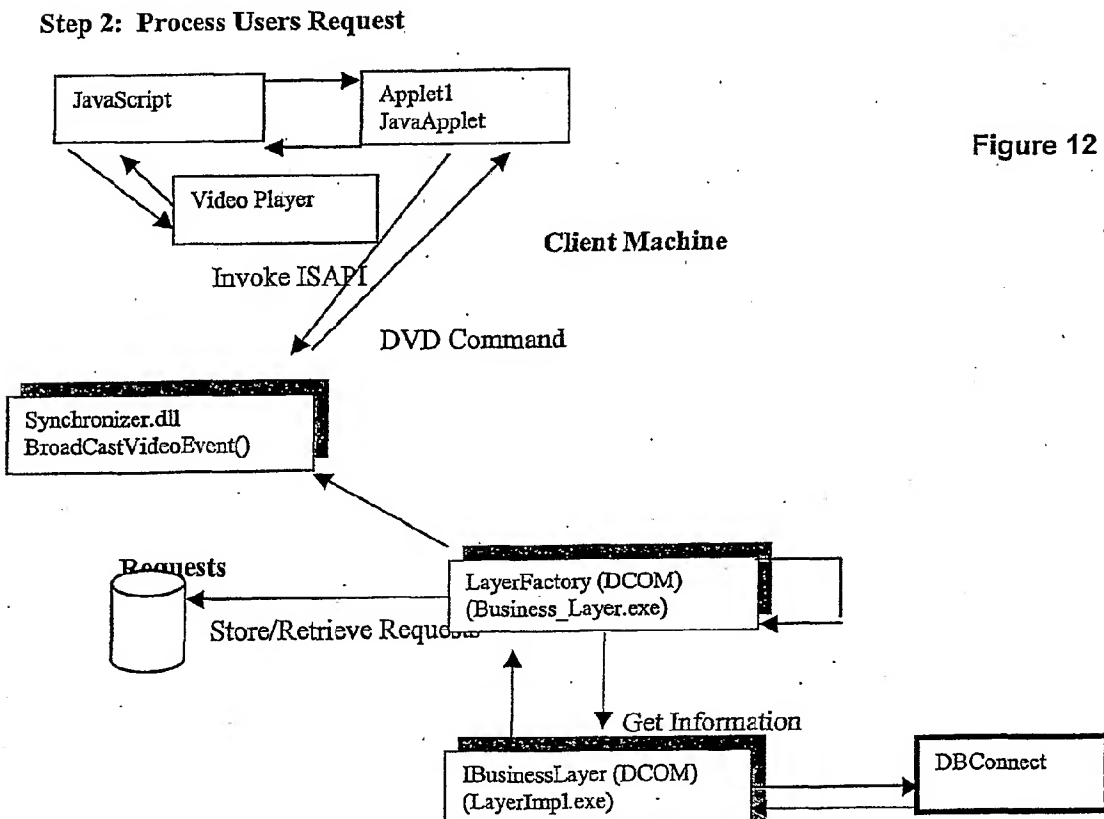 Step 2: Process Users Request
JavaScript
Applet1
JavaApplet
Figure 12
Video Player
Client Machine
Invoke ISAPI
DVD Command
Synchronizer.dll
BroadCastVideoEvent()
Requests
LayerFactory (DCOM)
(Business_Layer.exe)
Store/Retrieve Requests
Get Information
IBusinessLayer (DCOM)
(LayerImpl.exe)
DBConnect